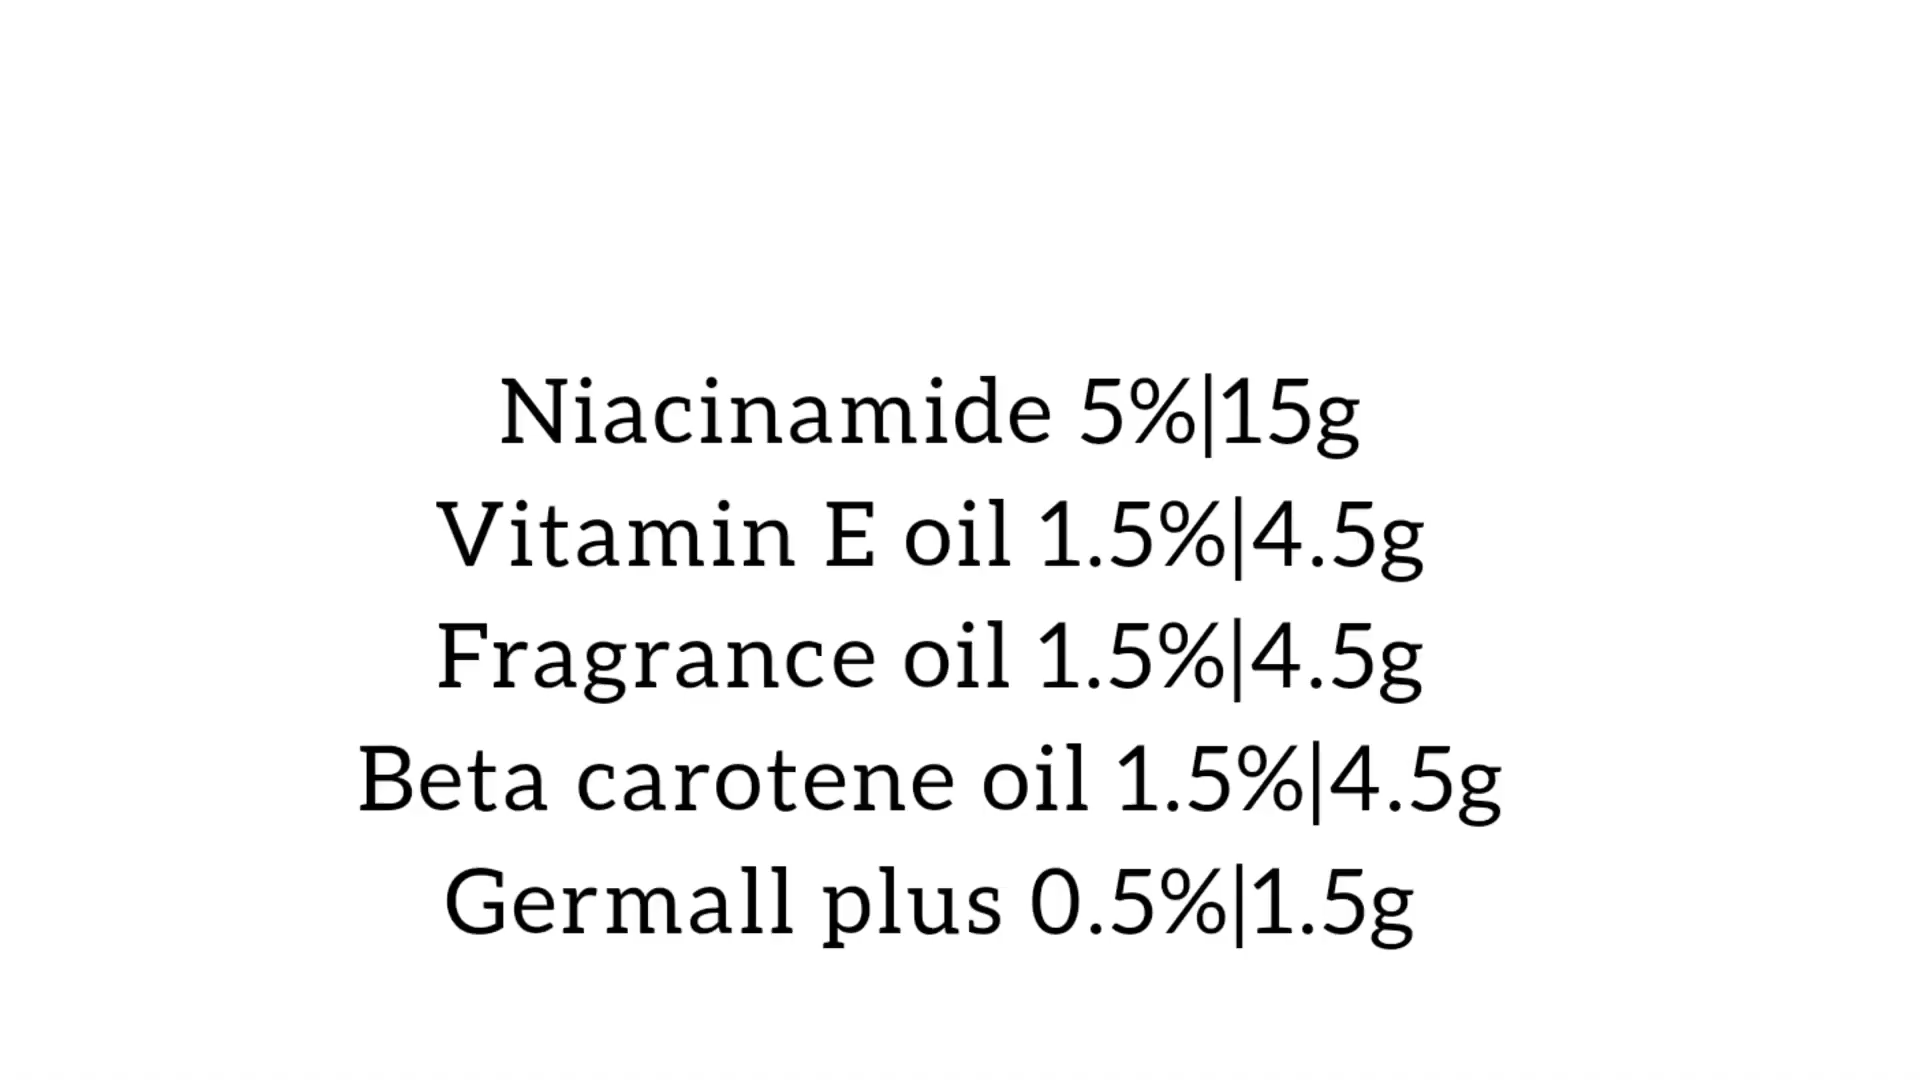 Niacinamide 5%|15g
Vitamin E oil 1.5%|4.5g
Fragrance oil 1.5%|4.5g
Beta carotene oil 1.5%|4.5g
Germall plus 0.5%|1.5g